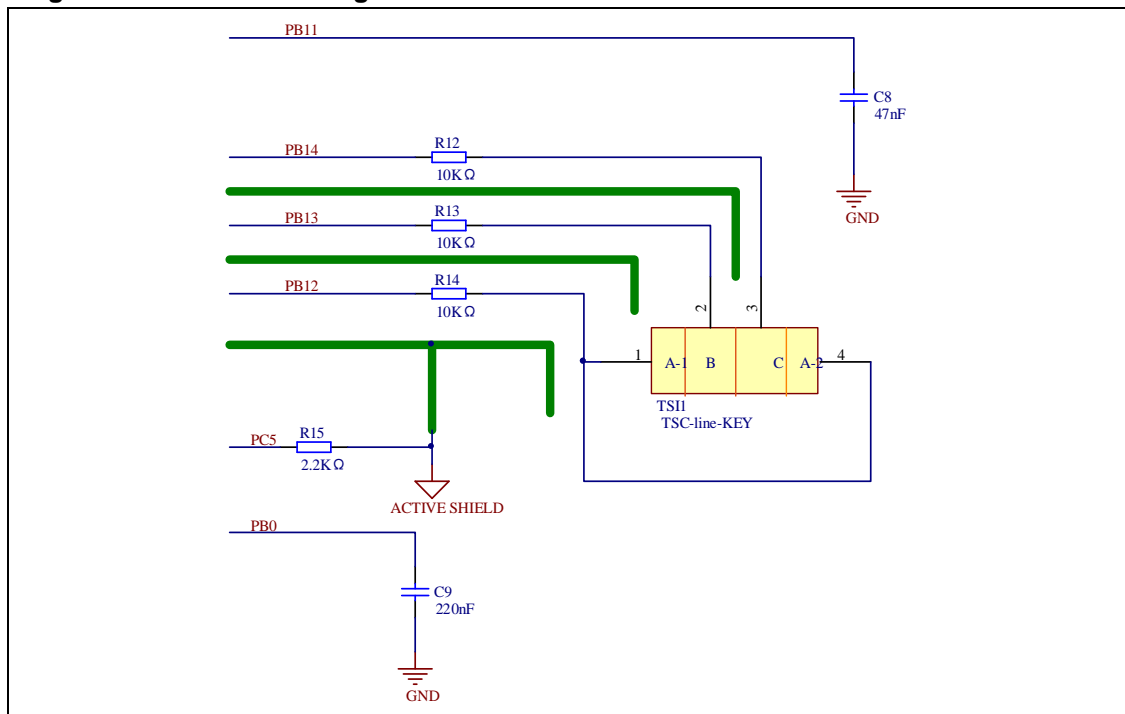 PB11
C8
47nF
GND
PB14
R12
10KΩ
PB13
R13
10KΩ
PB12
R14
10KΩ
2
3
1
A-1
B
C
A-2
4
TSI1
TSC-line-KEY
PC5
R15
2.2KΩ
ACTIVE SHIELD
PB0
C9
220nF
GND